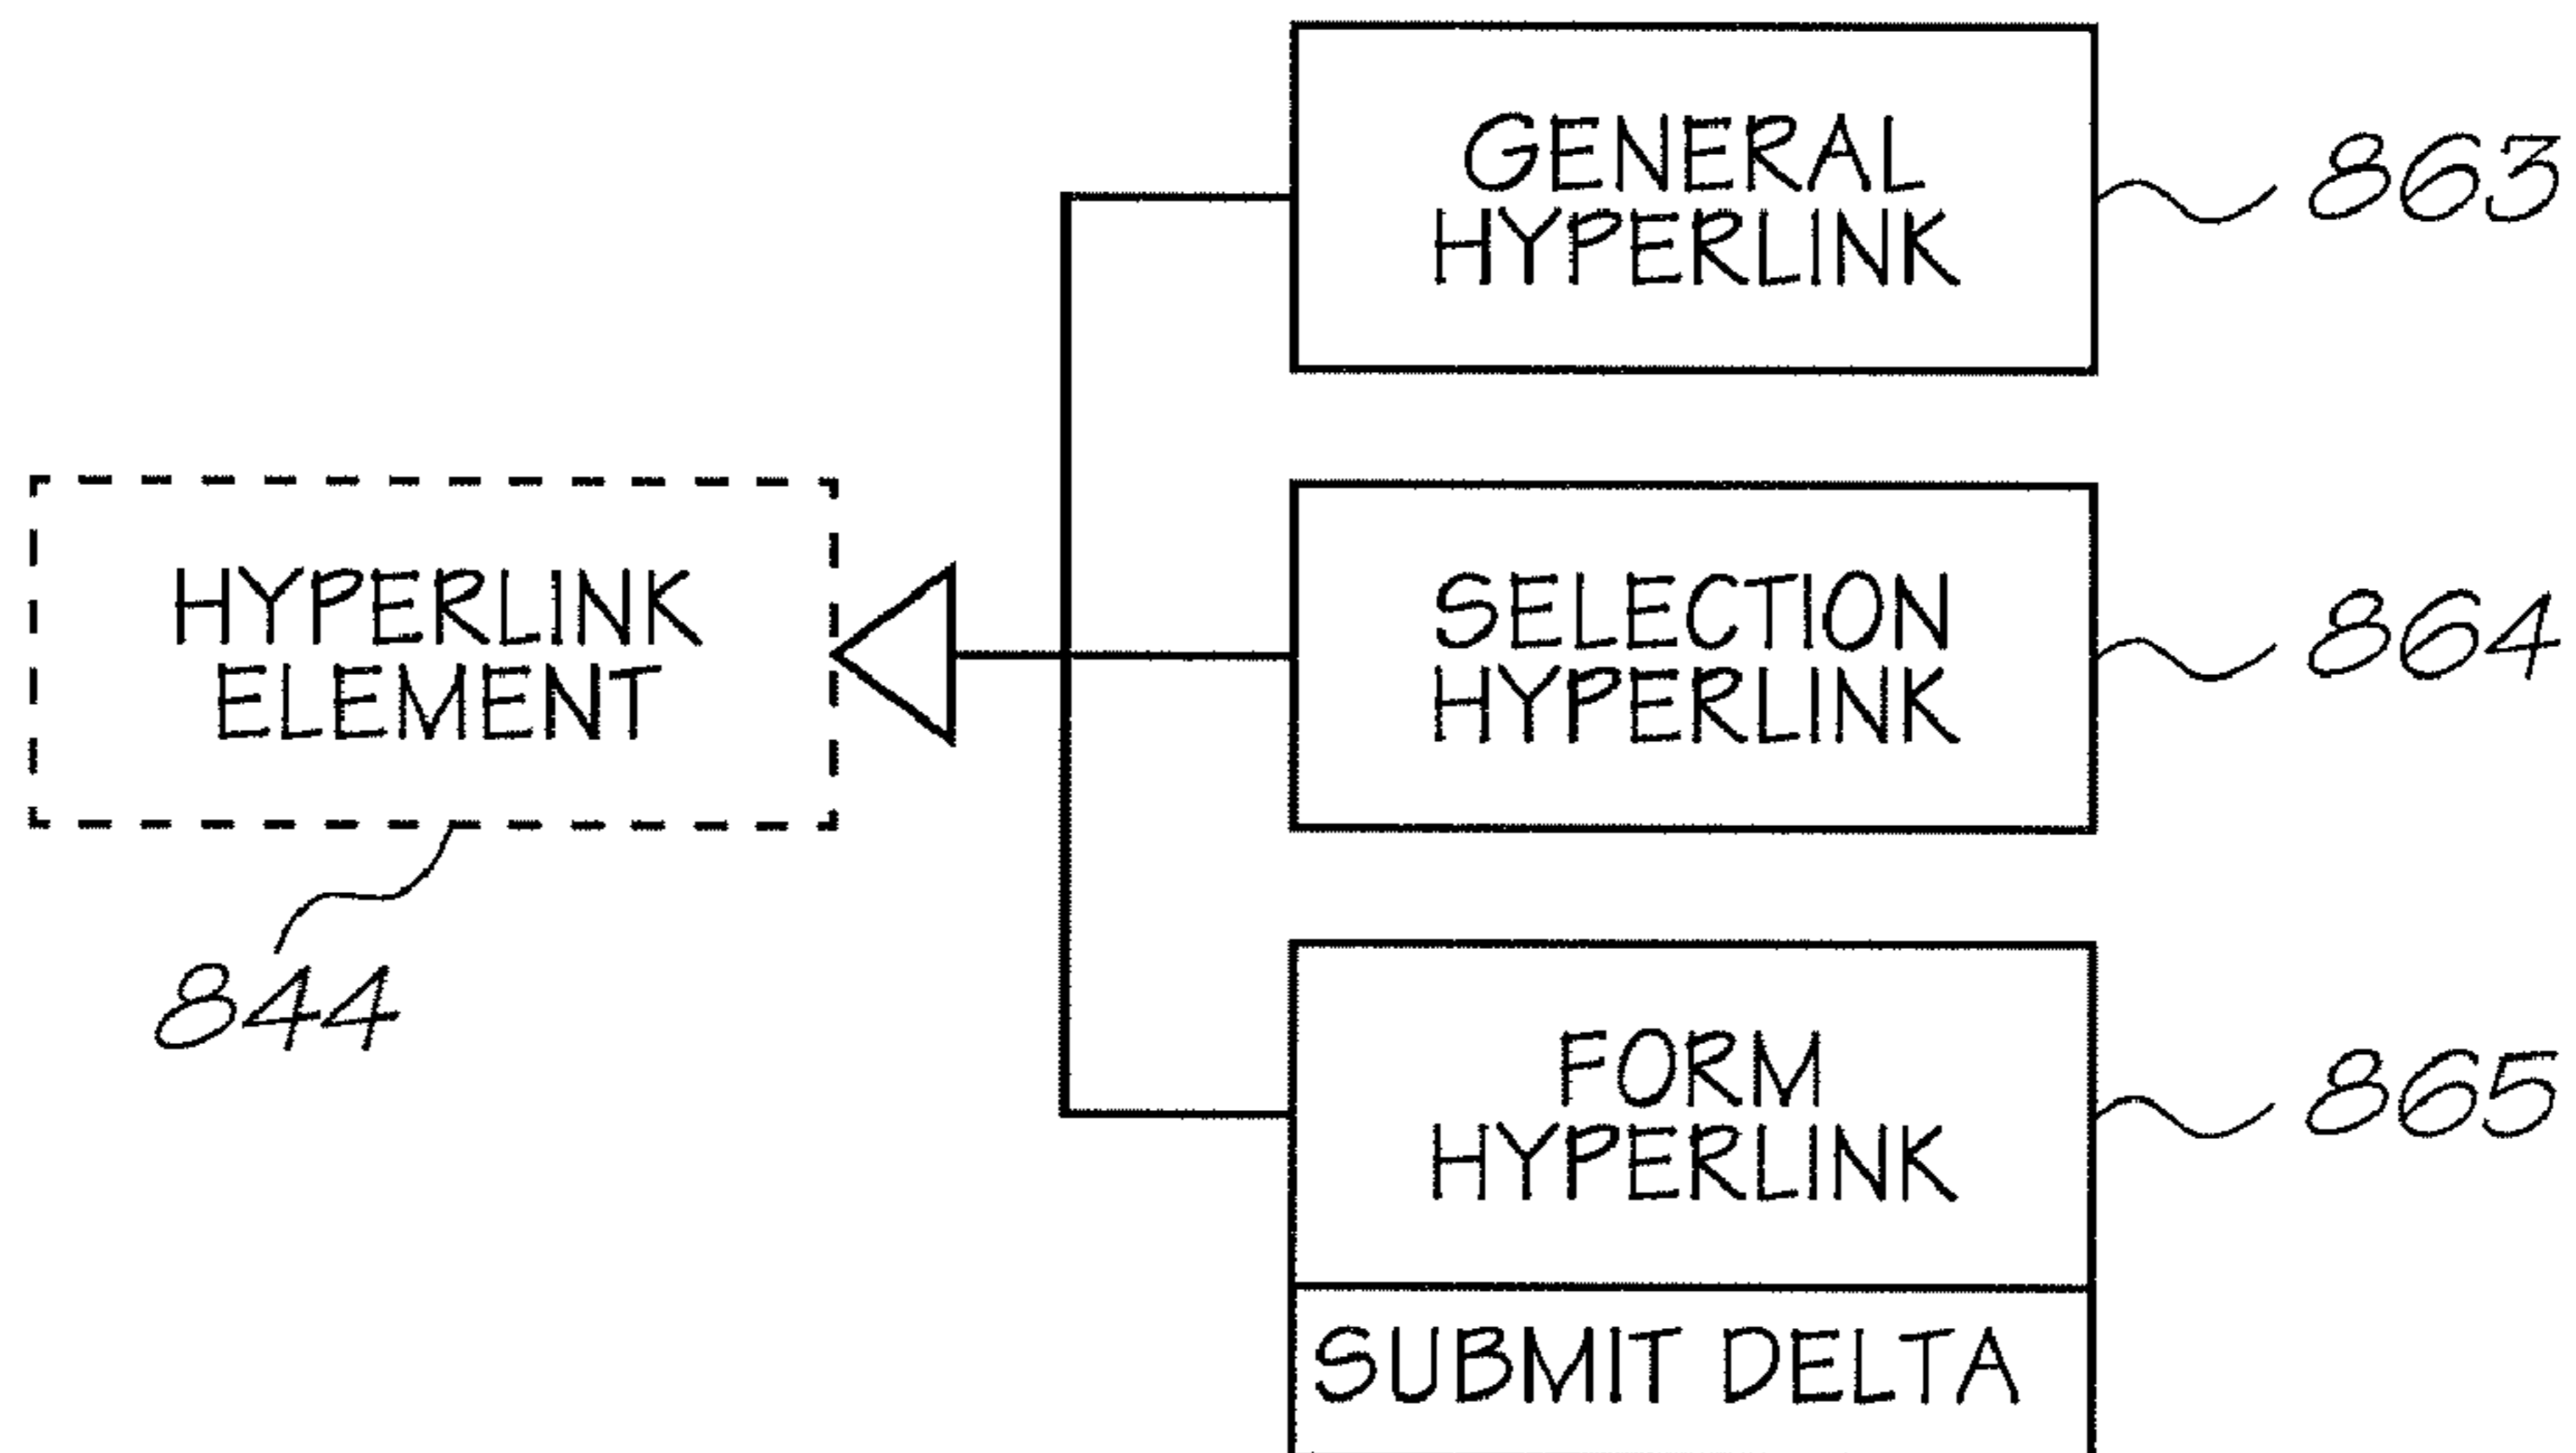 GENERAL
HYPERLINK
863
HYPERLINK
ELEMENT
844
SELECTION
HYPERLINK
864
FORM
HYPERLINK
865
SUBMIT DELTA